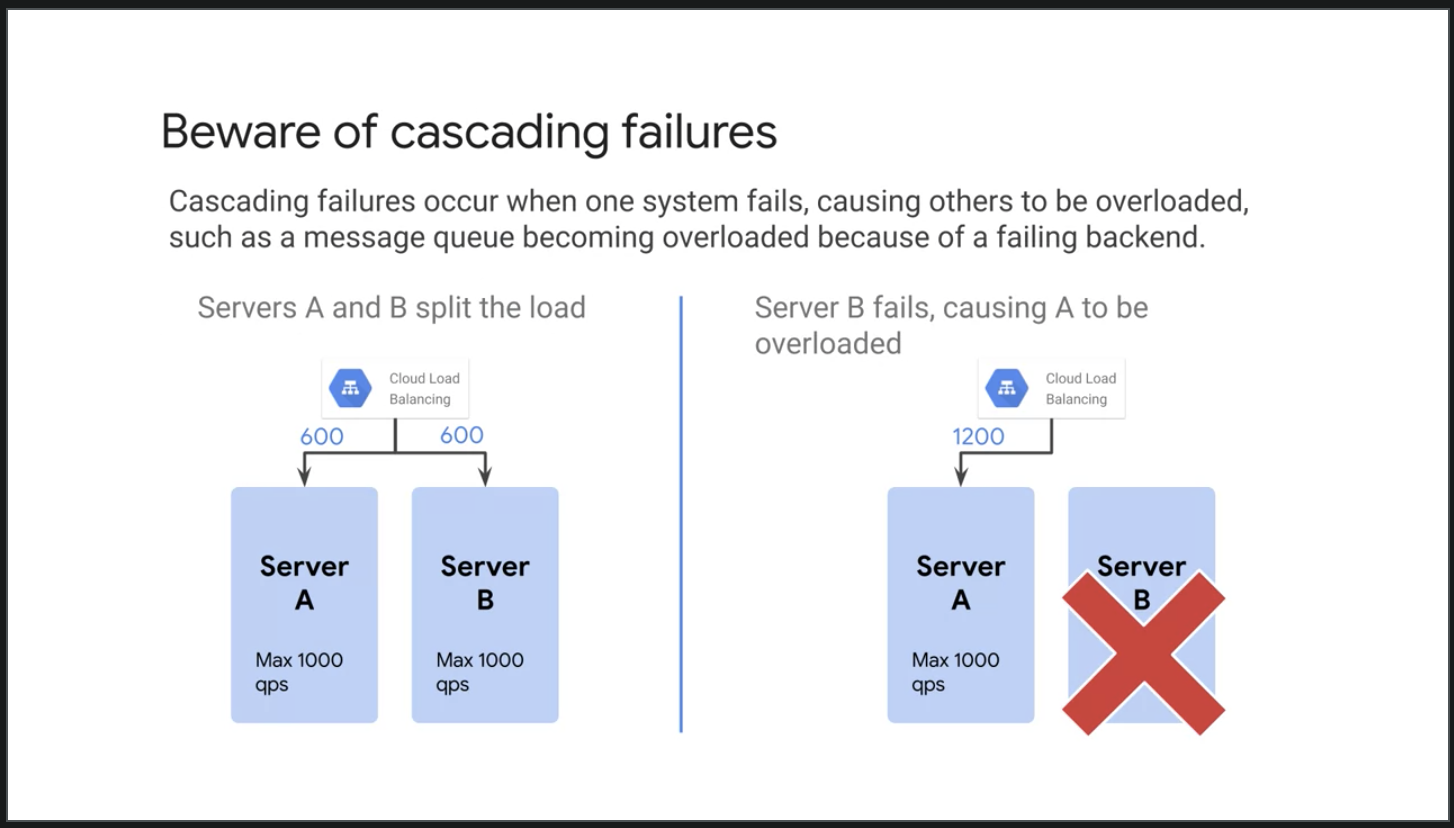 Beware of cascading failures
Cascading failures occur when one system fails, causing others to be overloaded,
such as a message queue becoming overloaded because of a failing backend.
Servers A and B split the load
Cloud Load
Balancing
600
600
Server
A
Max 1000
qps
Server
B
Max 1000
qps
Server B fails, causing A to be
overloaded
Cloud Load
Balancing
1200
Server
A
Max 1000
qps
Server
B